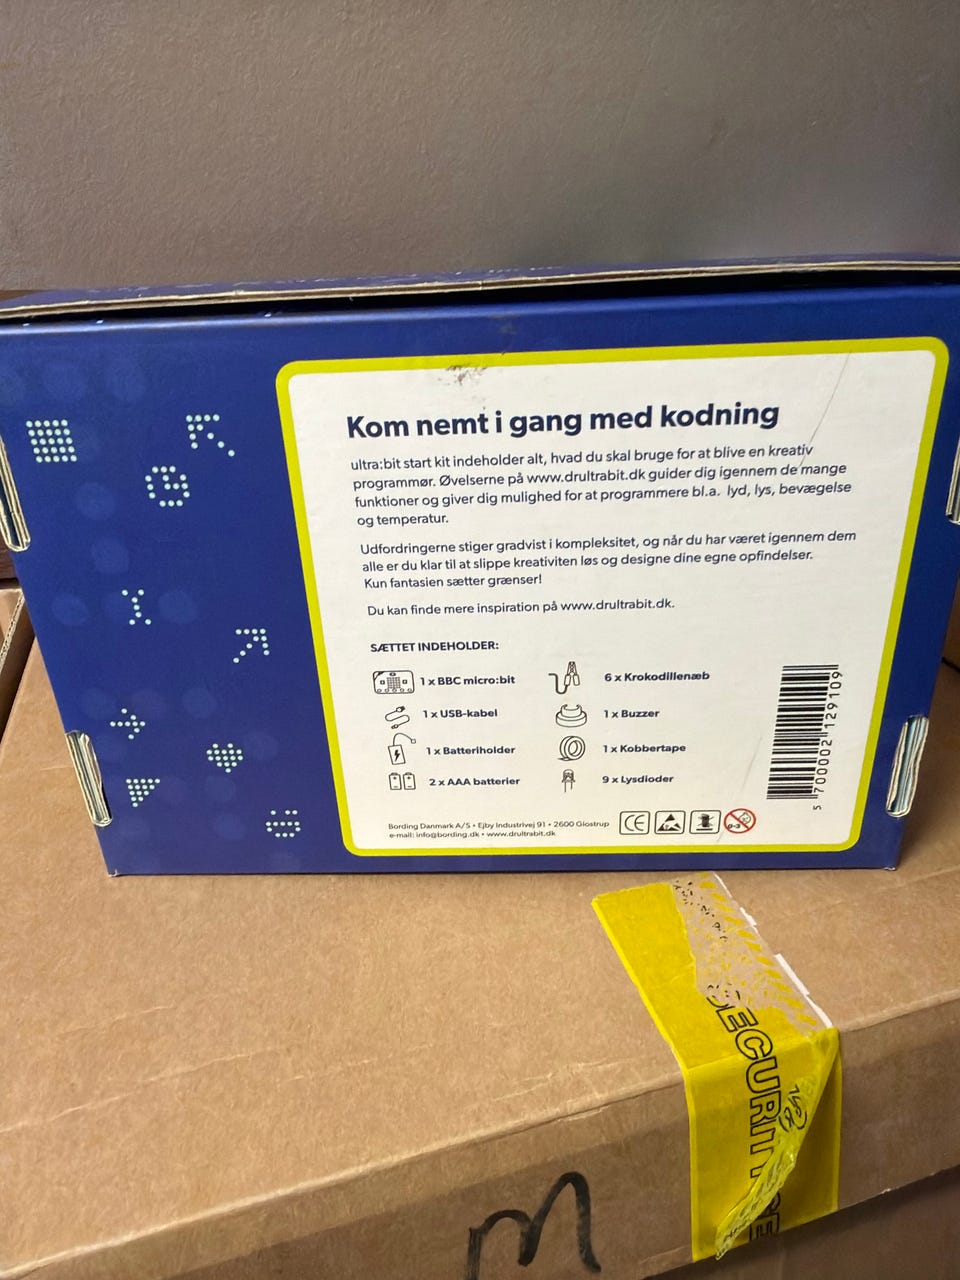 Kom nemt i gang med kodning
ultra:bit start kit indeholder alt, hvad du skal bruge for at blive en kreativ
programmør. Øvelserne på www.drultrabit.dk guider dig igennem de mange
funktioner og giver dig mulighed for at programmere bl.a. lyd, lys, bevægelse
og temperatur.
Udfordringerne stiger gradvist i kompleksitet, og når du har været igennem dem
alle er du klar til at slippe kreativiten løs og designe dine egne opfindelser.
Kun fantasien sætter grænser!
Du kan finde mere inspiration på www.drultrabit.dk.
SÆTTET INDEHOLDER:
1 x BBC micro:bit
1 x USB-kabel
1 x Batteriholder
2 x AAA batterier
6 x Krokodillenæb
1 x Buzzer
1 x Kobbertape
9 x Lysdioder
5 700002 129109
Bording Danmark A/S • Ejby Industrivej 91 • 2600 Glostrup
e-mail: info@bording.dk • www.drultrabit.dk
CE
0-3
M